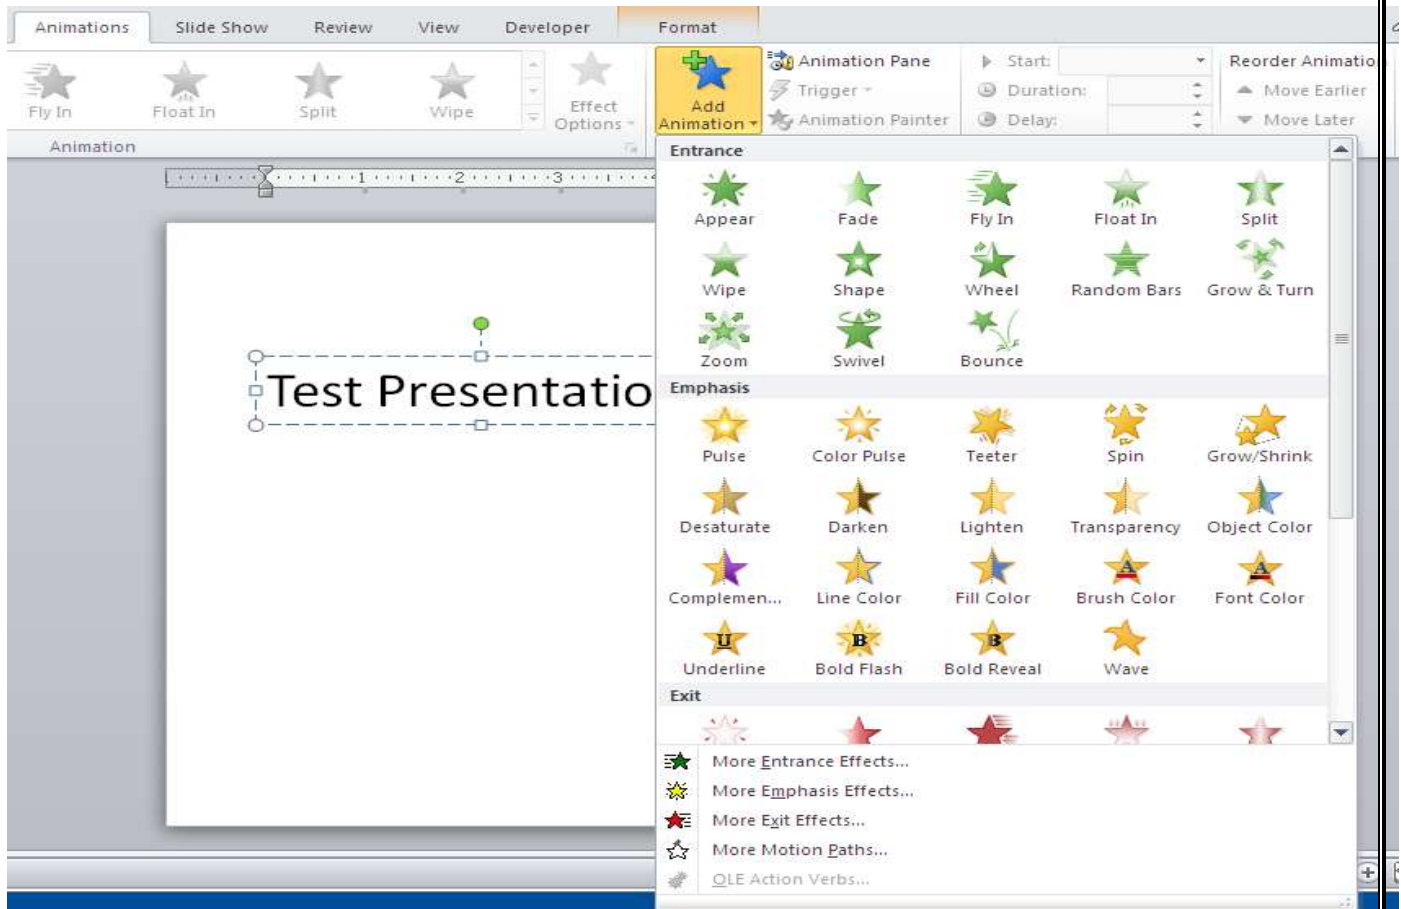 Animations Slide Show Review View Developer Format
Fly In Float In Split Wipe Effect Options
Add Animation
Animation Pane
Trigger
Animation Painter
Start:
Duration:
Delay:
Reorder Animatio
Move Earlier
Move Later
Animation
1 2 3
Test Presentatio
Entrance
Appear Fade Fly In Float In Split
Wipe Shape Wheel Random Bars Grow & Turn
Zoom Swivel Bounce
Emphasis
Pulse Color Pulse Teeter Spin Grow/Shrink
Desaturate Darken Lighten Transparency Object Color
Complemen... Line Color Fill Color Brush Color Font Color
U B B A A
Underline Bold Flash Bold Reveal Wave
Exit
More Entrance Effects...
More Emphasis Effects...
More Exit Effects...
More Motion Paths...
OLE Action Verbs...